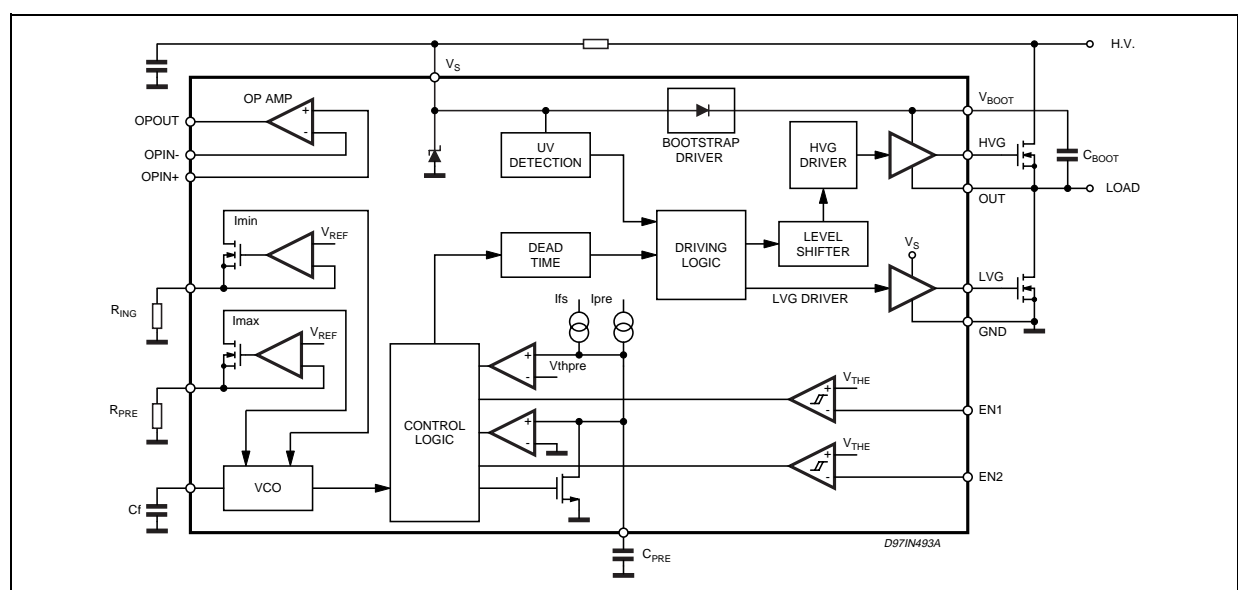 H.V.
VS
OP AMP
+
-
OPOUT
OPIN-
OPIN+
UV
DETECTION
BOOTSTRAP
DRIVER
HVG
DRIVER
VBOOT
HVG
CBOOT
OUT
LOAD
Imin
VREF
DEAD
TIME
DRIVING
LOGIC
LEVEL
SHIFTER
VS
LVG
LVG DRIVER
GND
RING
Imax
VREF
Ifs
Ipre
+
-
Vthpre
RPRE
CONTROL
LOGIC
+
-
VTHE
+
-
EN1
VTHE
+
-
EN2
VCO
Cf
CPRE
D97IN493A